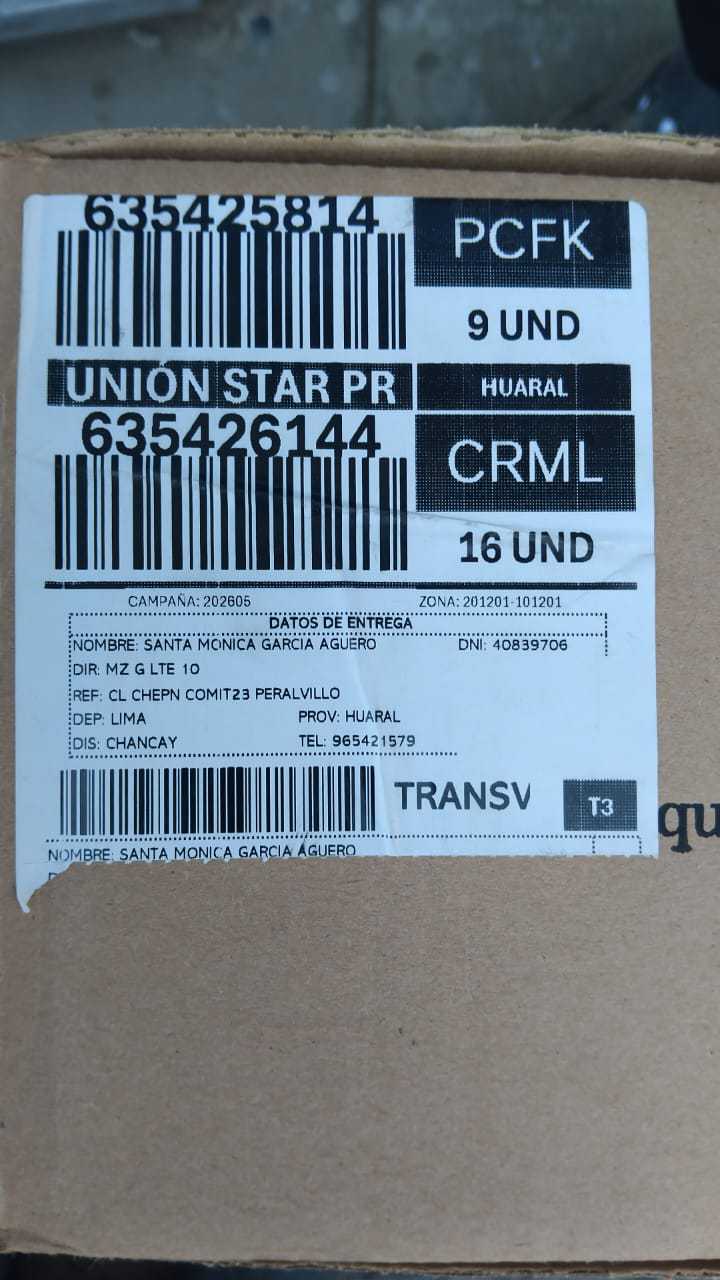 635425814
PCFK
9 UND
UNIÓN STAR PR
HUARAL
635426144
CRML
16 UND
CAMPAÑA: 202605 ZONA: 201201-101201
DATOS DE ENTREGA
NOMBRE: SANTA MONICA GARCIA AGUERO DNI: 40839706
DIR: MZ G LTE 10
REF: CL CHEPN COMIT23 PERALVILLO
DEP: LIMA PROV: HUARAL
DIS: CHANCAY TEL: 965421579
TRANSV
T3
qu
NOMBRE: SANTA MONICA GARCIA AGUERO